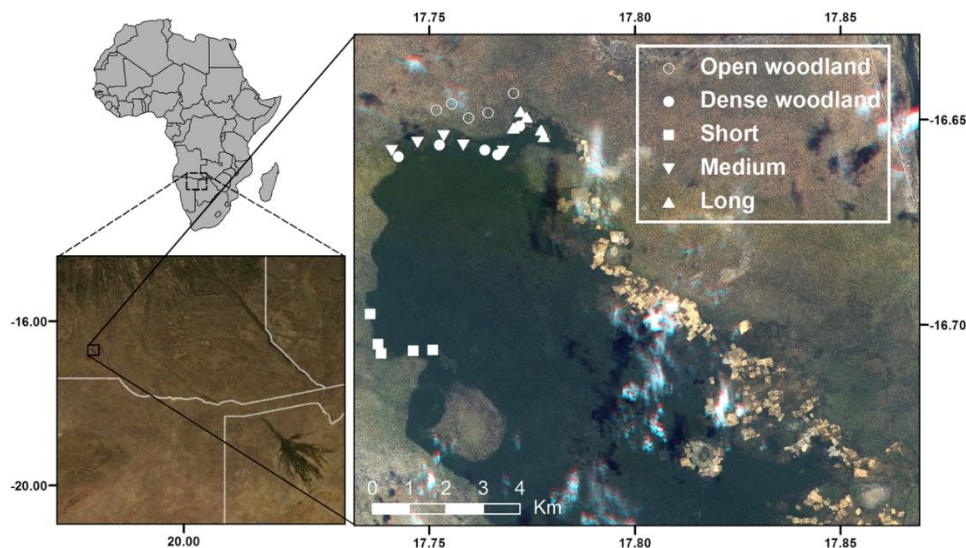 17.75 17.80 17.85
Open woodland
Dense woodland
Short
Medium
Long
-16.65
-16.70
-16.00
-20.00
20.00
0 1 2 3 4
Km
17.75 17.80 17.85